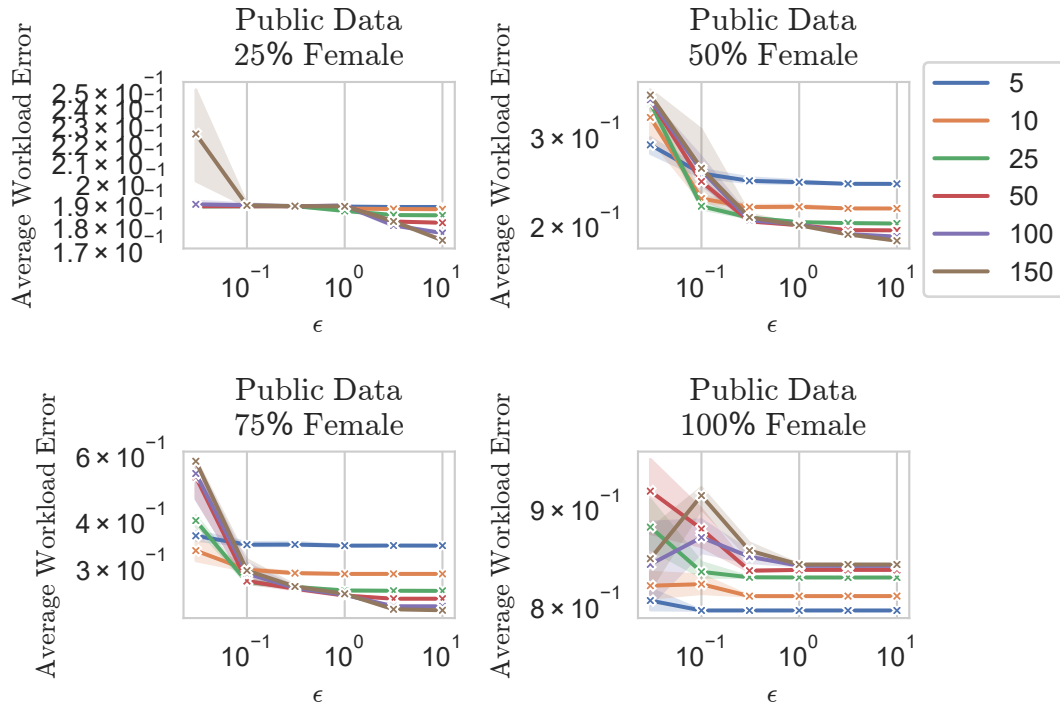 Public Data
25% Female
Average Workload Error
2.5 × 10⁻¹
2.4 × 10⁻¹
2.3 × 10⁻¹
2.2 × 10⁻¹
2.1 × 10⁻¹
2 × 10⁻¹
1.9 × 10⁻¹
1.8 × 10⁻¹
1.7 × 10⁻¹
10⁻¹
10⁰
10¹
ϵ
Public Data
50% Female
Average Workload Error
3 × 10⁻¹
2 × 10⁻¹
10⁻¹
10⁰
10¹
ϵ
5
10
25
50
100
150
Public Data
75% Female
Average Workload Error
6 × 10⁻¹
4 × 10⁻¹
3 × 10⁻¹
10⁻¹
10⁰
10¹
ϵ
Public Data
100% Female
Average Workload Error
9 × 10⁻¹
8 × 10⁻¹
10⁻¹
10⁰
10¹
ϵ